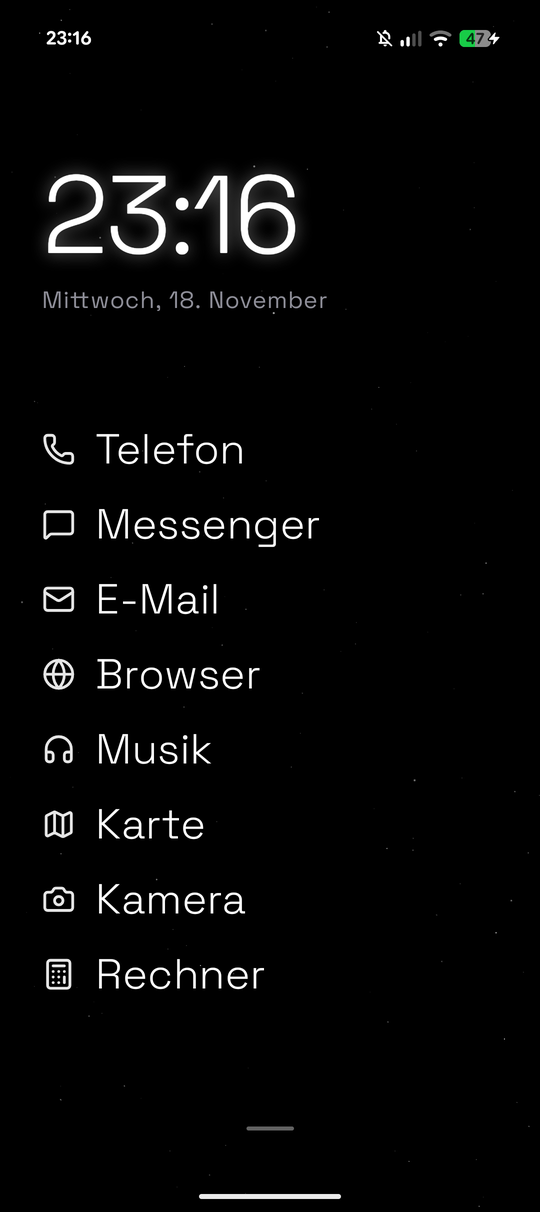 23:16
47
23:16
Mittwoch, 18. November
Telefon
Messenger
E-Mail
Browser
Musik
Karte
Kamera
Rechner